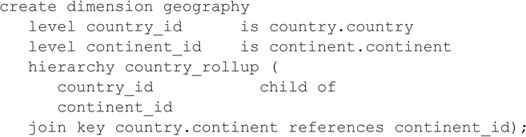 create dimension geography
level country_id is country.country
level continent_id is continent.continent
hierarchy country_rollup (
country_id child of
continent_id
join key country.continent references continent_id);